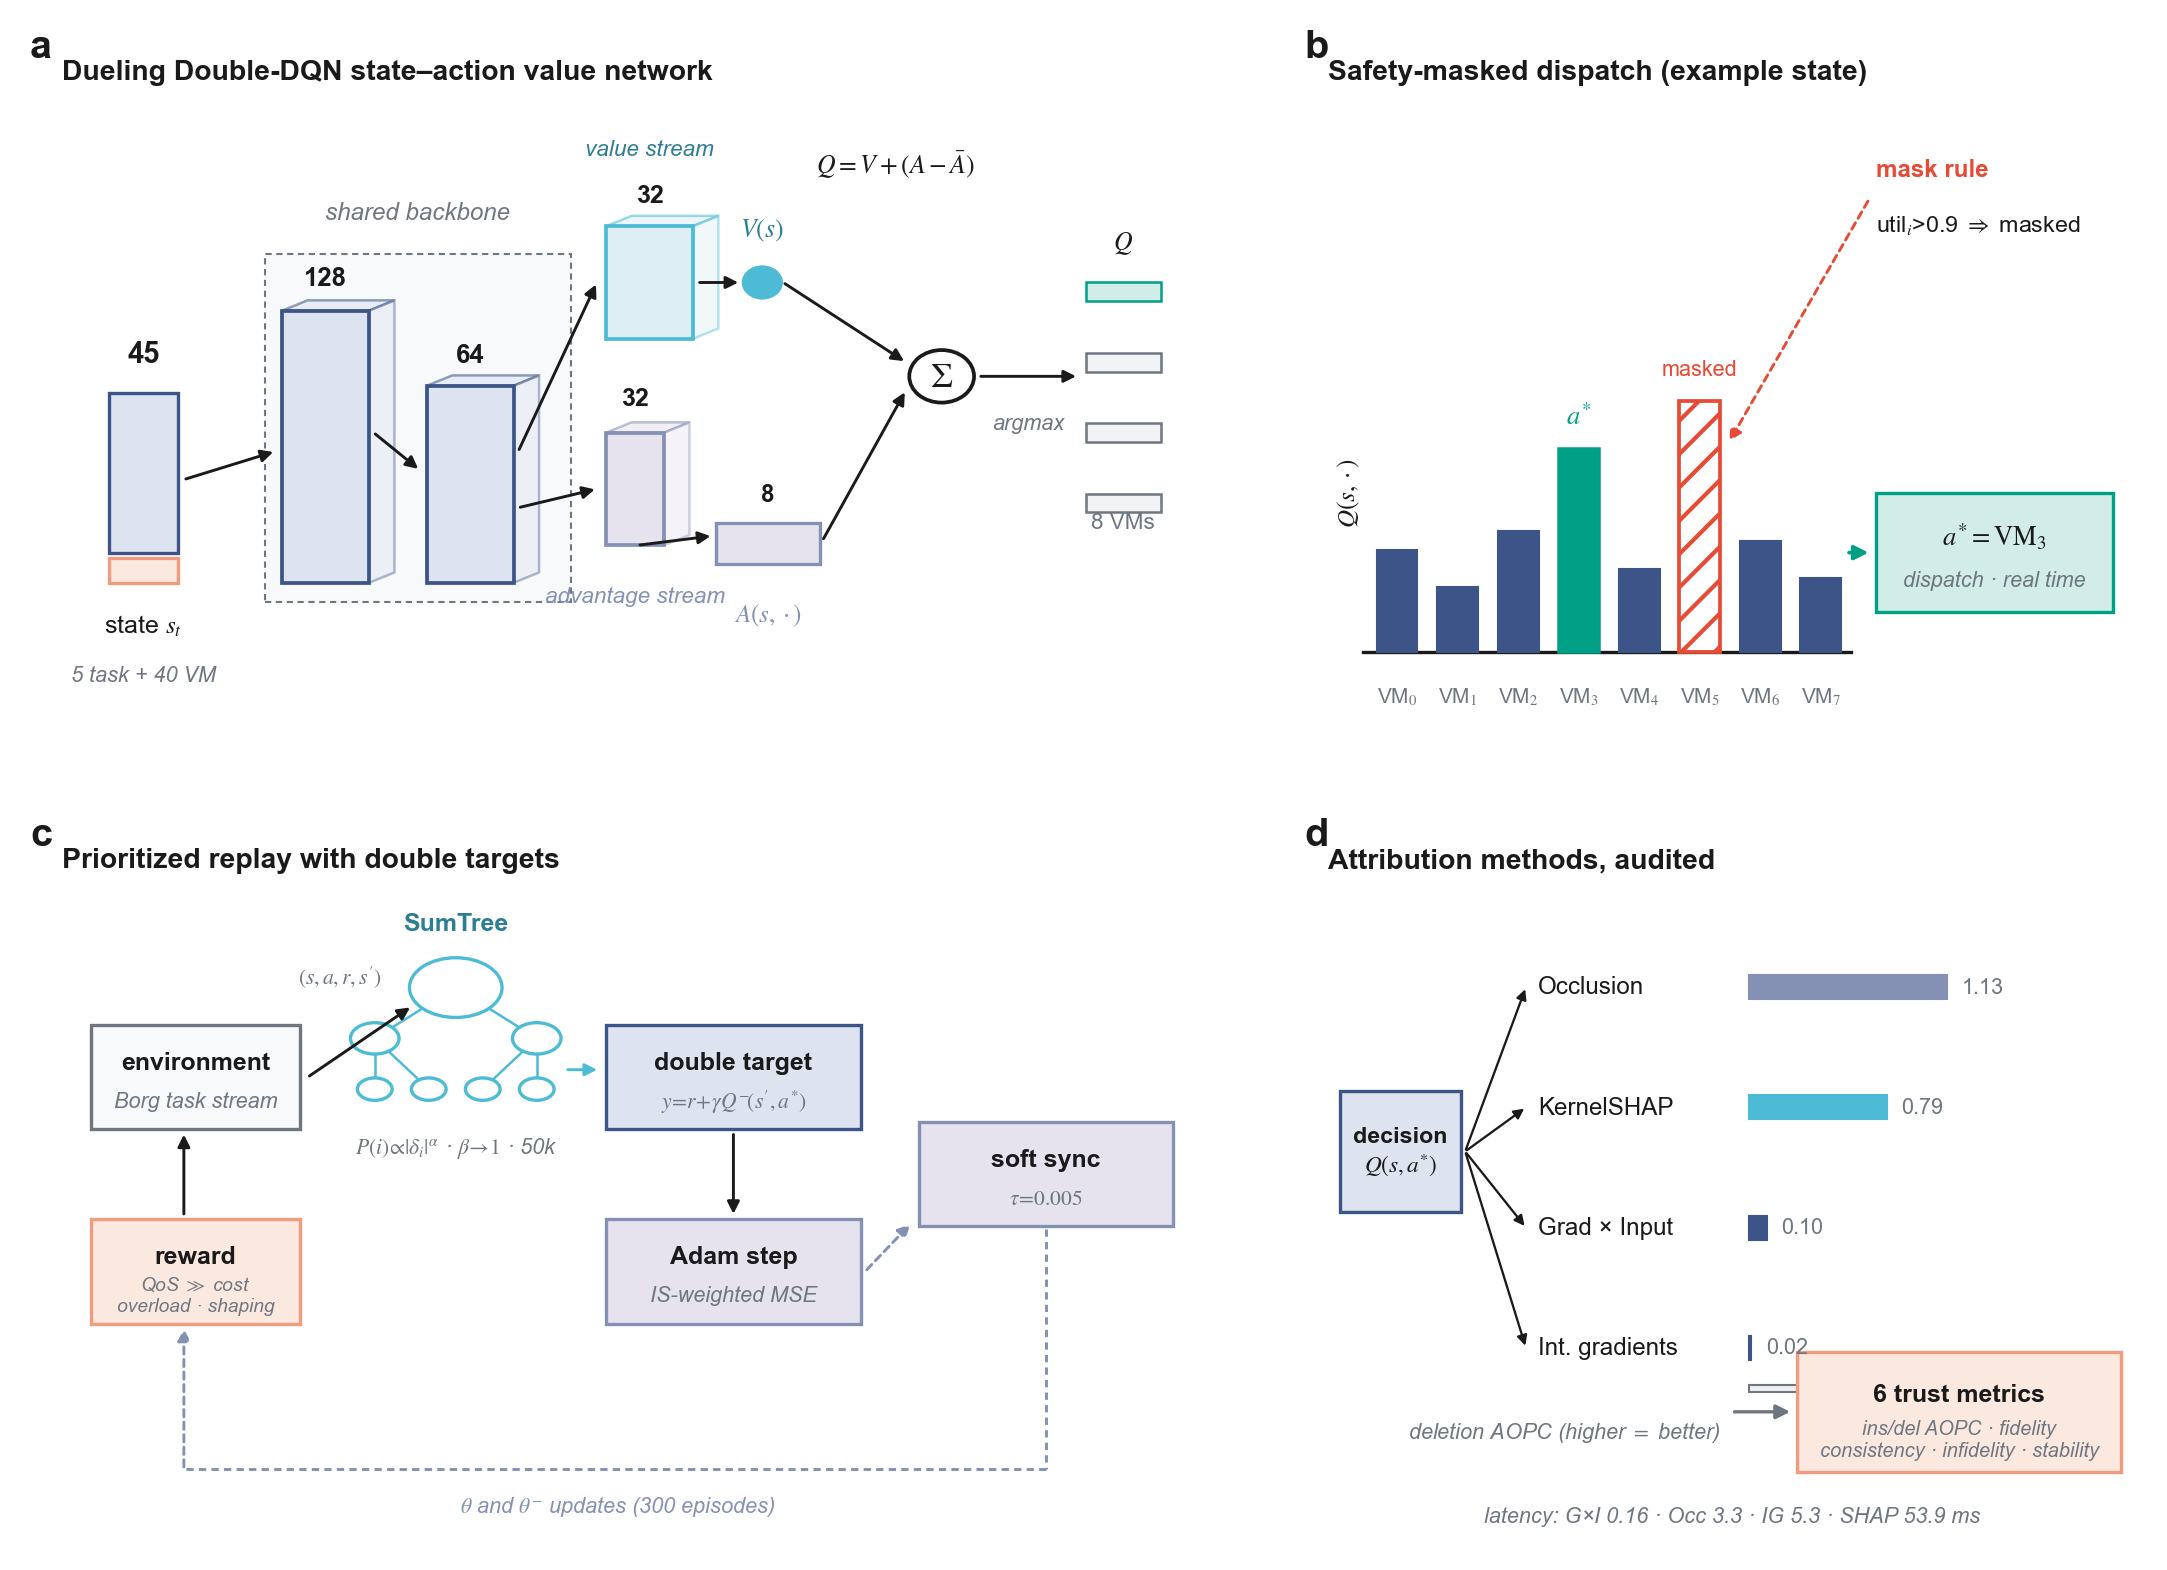 a
Dueling Double-DQN state–action value network
value stream
Q = V + (A − Ā)
32
V(s)
shared backbone
128
Q
45
64
32
Σ
argmax
8
8 VMs
advantage stream
A(s, ·)
state sₜ
5 task + 40 VM
b
Safety-masked dispatch (example state)
mask rule
utilᵢ>0.9 ⇒ masked
masked
a*
Q(s, ·)
a* = VM₃
dispatch · real time
VM₀ VM₁ VM₂ VM₃ VM₄ VM₅ VM₆ VM₇
c
Prioritized replay with double targets
SumTree
(s, a, r, s′)
environment
Borg task stream
double target
y=r+γQ⁻(s′, a*)
P(i)∝|δᵢ|^α · β→1 · 50k
soft sync
τ=0.005
reward
QoS ≫ cost
overload · shaping
Adam step
IS-weighted MSE
θ and θ⁻ updates (300 episodes)
d
Attribution methods, audited
Occlusion 1.13
KernelSHAP 0.79
decision
Q(s, a*)
Grad × Input 0.10
Int. gradients 0.02
6 trust metrics
ins/del AOPC · fidelity
consistency · infidelity · stability
deletion AOPC (higher = better)
latency: G×I 0.16 · Occ 3.3 · IG 5.3 · SHAP 53.9 ms